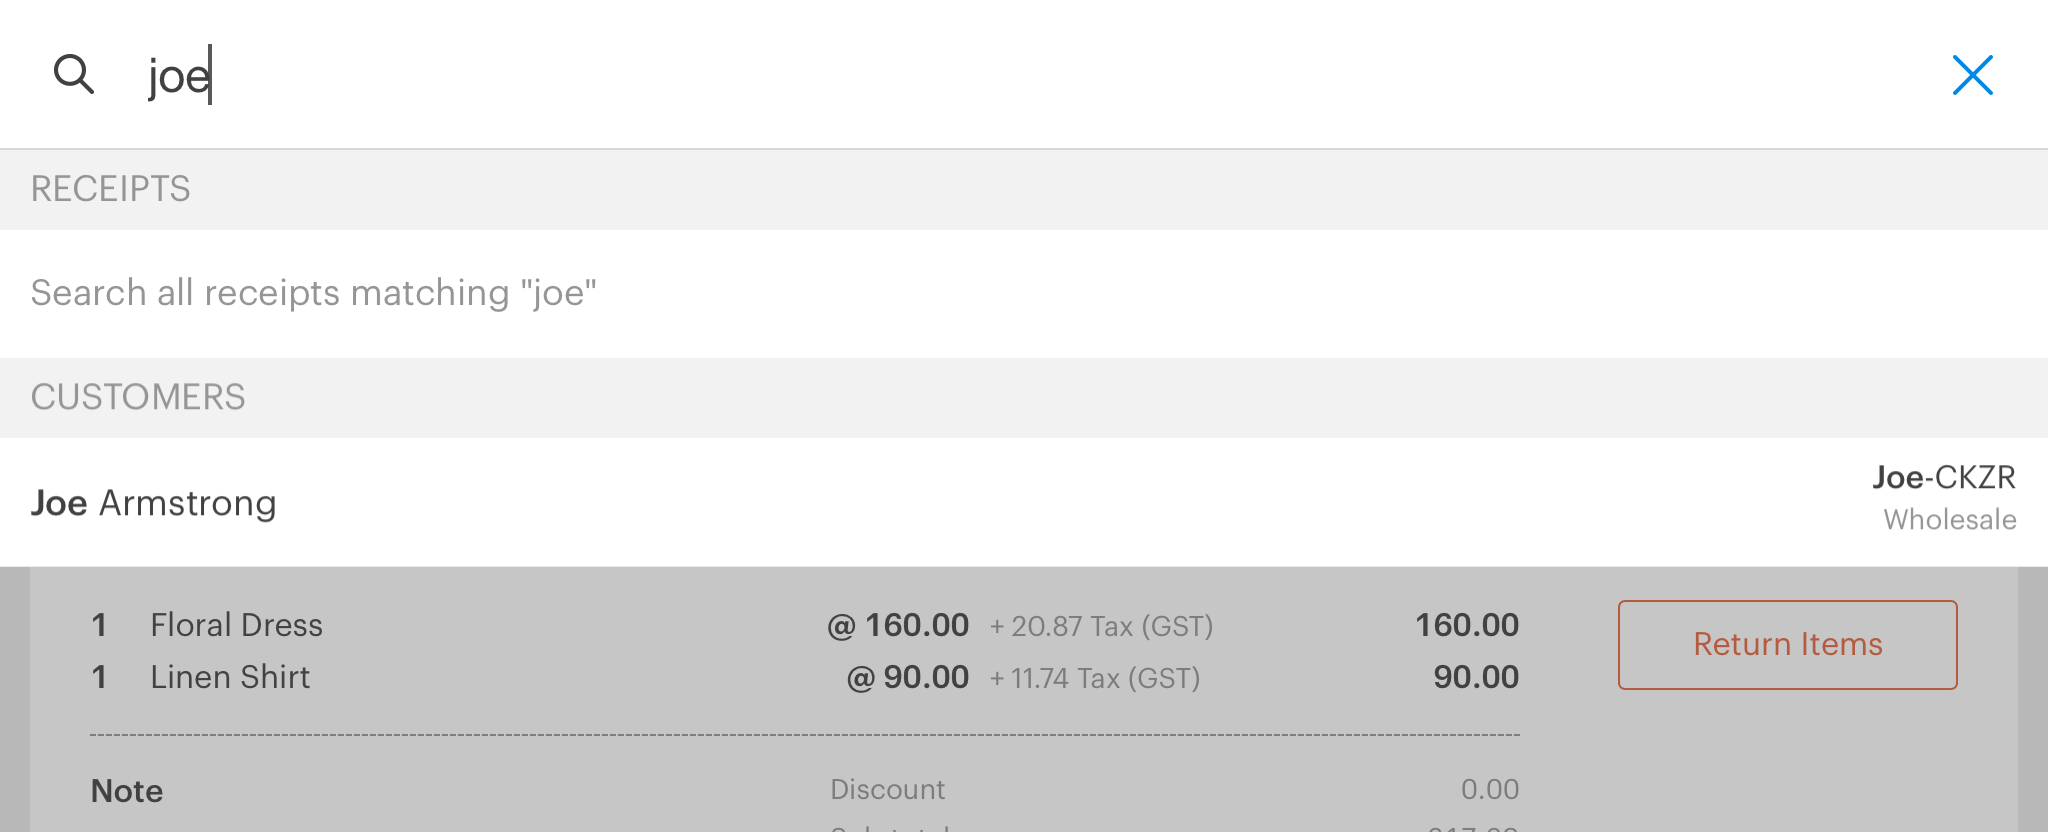 joe
RECEIPTS
Search all receipts matching "joe"
CUSTOMERS
Joe Armstrong
Joe-CKZR
Wholesale
1 Floral Dress @ 160.00 + 20.87 Tax (GST) 160.00
Return Items
1 Linen Shirt @ 90.00 + 11.74 Tax (GST) 90.00
Note
Discount 0.00